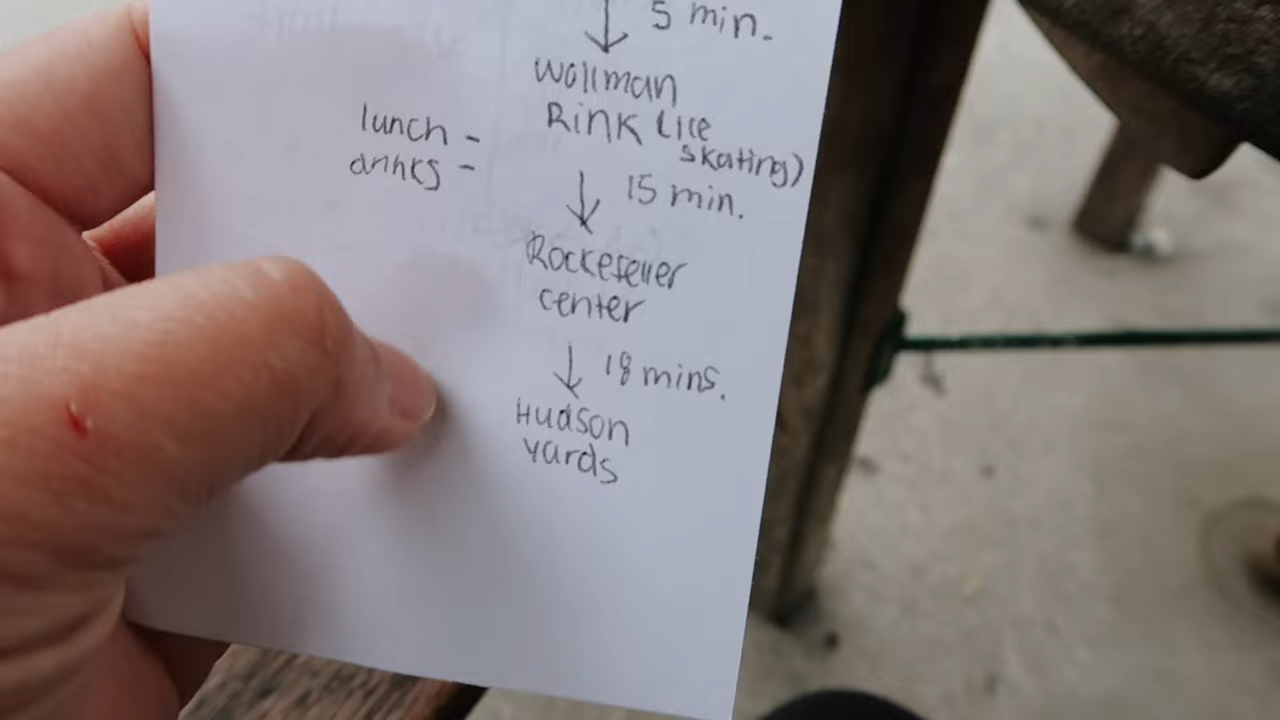 ↓ 5 min.
Wollman
Rink (ice
skating)
lunch -
drinks -
↓ 15 min.
Rockefeller
center
↓ 18 mins.
Hudson
yards